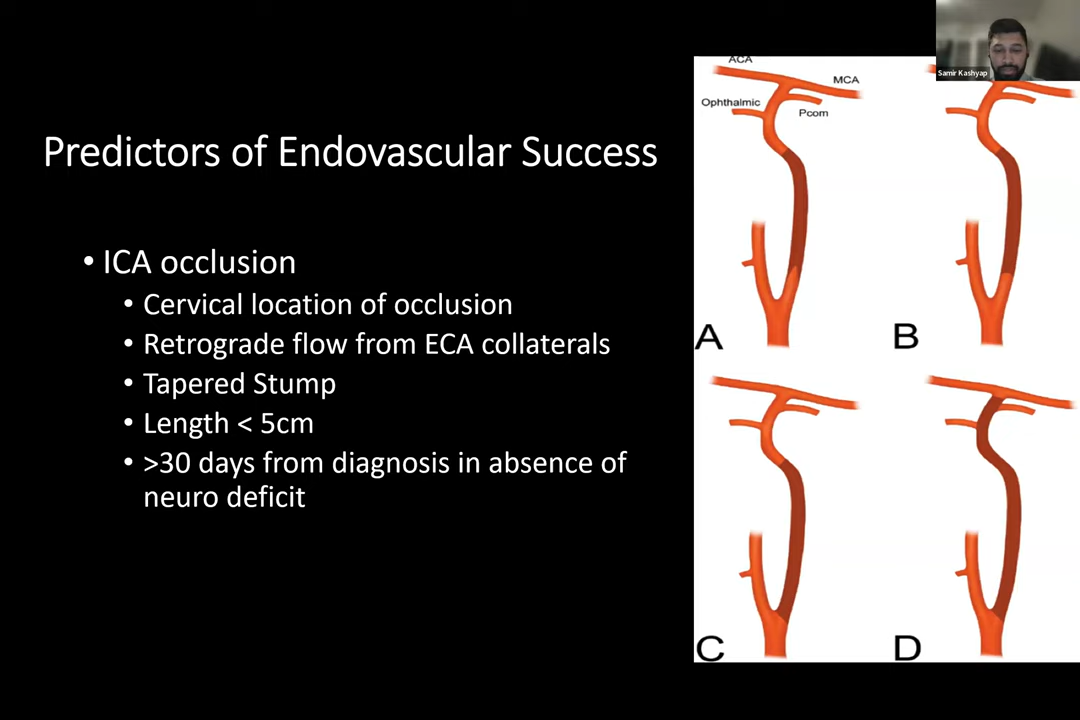 Samir Kashyap
Predictors of Endovascular Success
• ICA occlusion
• Cervical location of occlusion
• Retrograde flow from ECA collaterals
• Tapered Stump
• Length < 5cm
• >30 days from diagnosis in absence of
neuro deficit
ACA
MCA
Ophthalmic
Pcom
A
B
C
D